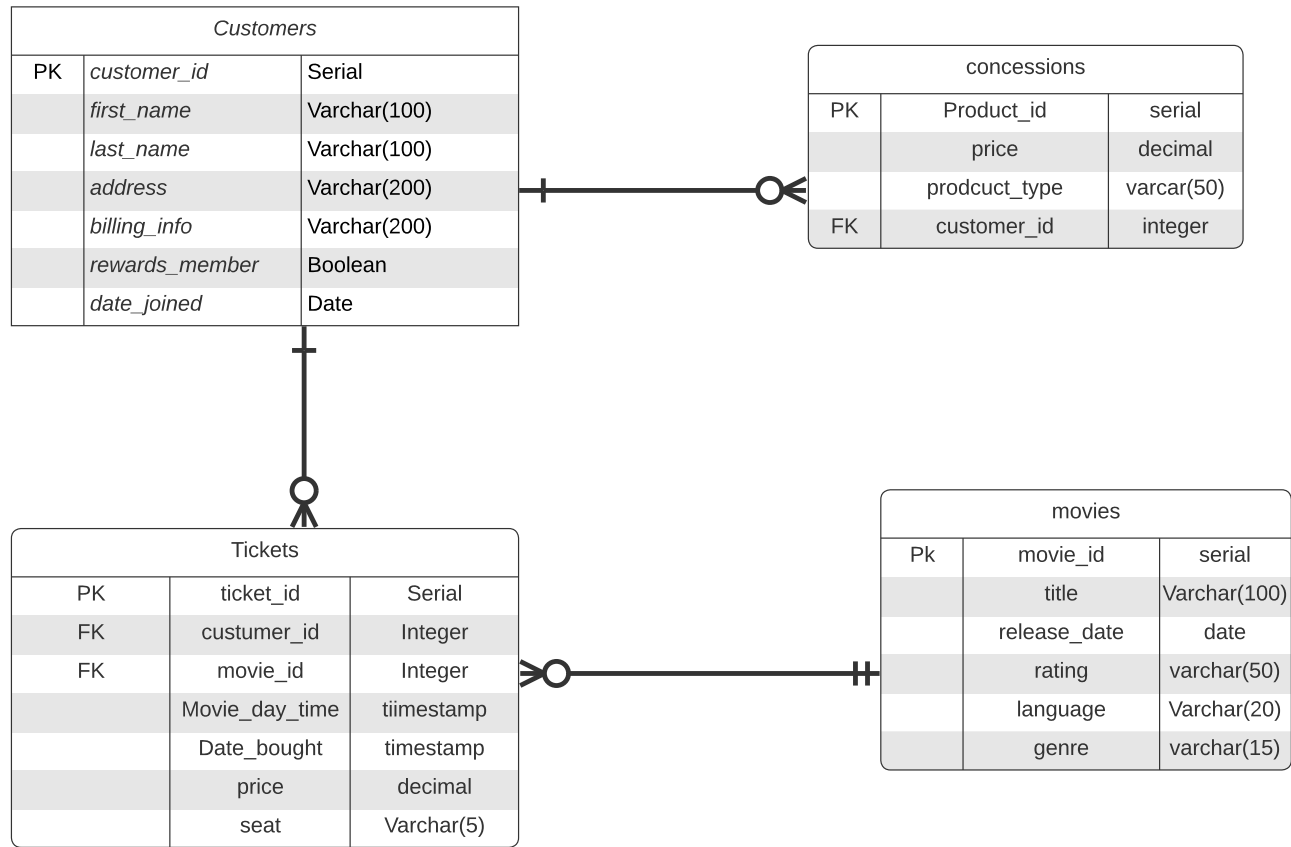 Customers
PK customer_id Serial
first_name Varchar(100)
last_name Varchar(100)
address Varchar(200)
billing_info Varchar(200)
rewards_member Boolean
date_joined Date
concessions
PK Product_id serial
price decimal
prodcuct_type varcar(50)
FK customer_id integer
Tickets
PK ticket_id Serial
FK custumer_id Integer
FK movie_id Integer
Movie_day_time tiimestamp
Date_bought timestamp
price decimal
seat Varchar(5)
movies
Pk movie_id serial
title Varchar(100)
release_date date
rating varchar(50)
language Varchar(20)
genre varchar(15)